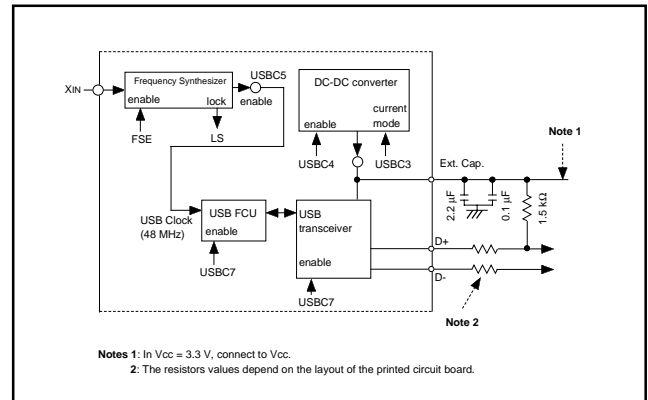 Frequency Synthesizer
enable
lock
XIN
FSE
LS
USBC5
enable
DC-DC converter
current
mode
enable
USBC4
USBC3
Note 1
Ext. Cap.
2.2 µF
0.1 µF
1.5 kΩ
USB Clock
(48 MHz)
USB FCU
enable
USBC7
USB
transceiver
enable
USBC7
D+
D-
Note 2
Notes 1: In Vcc = 3.3 V, connect to Vcc.
2: The resistors values depend on the layout of the printed circuit board.